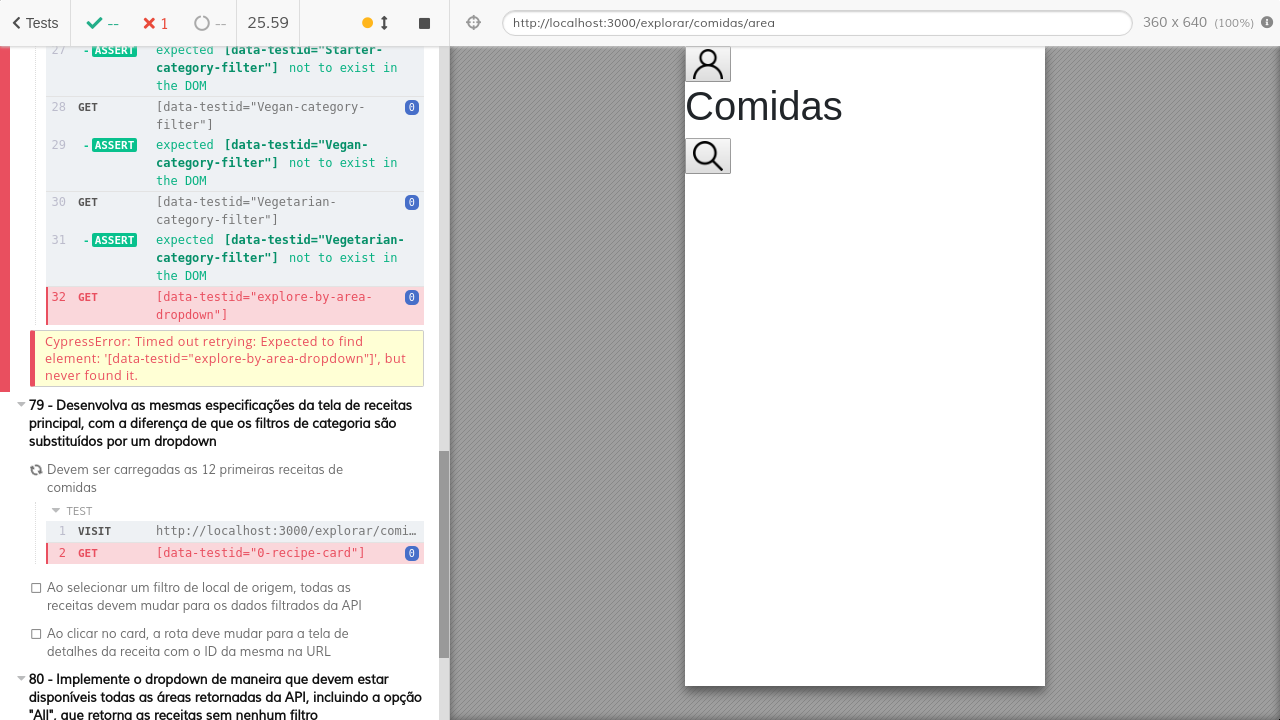 Tests
--
1
--
25.59
http://localhost:3000/explorar/comidas/area
360 x 640 (100%)
27 - ASSERT expected [data-testid="Starter-
category-filter"] not to exist in
the DOM
28 GET [data-testid="Vegan-category-
filter"] 0
29 - ASSERT expected [data-testid="Vegan-
category-filter"] not to exist in
the DOM
30 GET [data-testid="Vegetarian-
category-filter"] 0
31 - ASSERT expected [data-testid="Vegetarian-
category-filter"] not to exist in
the DOM
32 GET [data-testid="explore-by-area-
dropdown"] 0
CypressError: Timed out retrying: Expected to find
element: '[data-testid="explore-by-area-dropdown"]', but
never found it.
79 - Desenvolva as mesmas especificações da tela de receitas
principal, com a diferença de que os filtros de categoria são
substituídos por um dropdown
Devem ser carregadas as 12 primeiras receitas de
comidas
TEST
1 VISIT http://localhost:3000/explorar/comi…
2 GET [data-testid="0-recipe-card"] 0
Ao selecionar um filtro de local de origem, todas as
receitas devem mudar para os dados filtrados da API
Ao clicar no card, a rota deve mudar para a tela de
detalhes da receita com o ID da mesma na URL
80 - Implemente o dropdown de maneira que devem estar
disponíveis todas as áreas retornadas da API, incluindo a opção
"All", que retorna as receitas sem nenhum filtro
Comidas